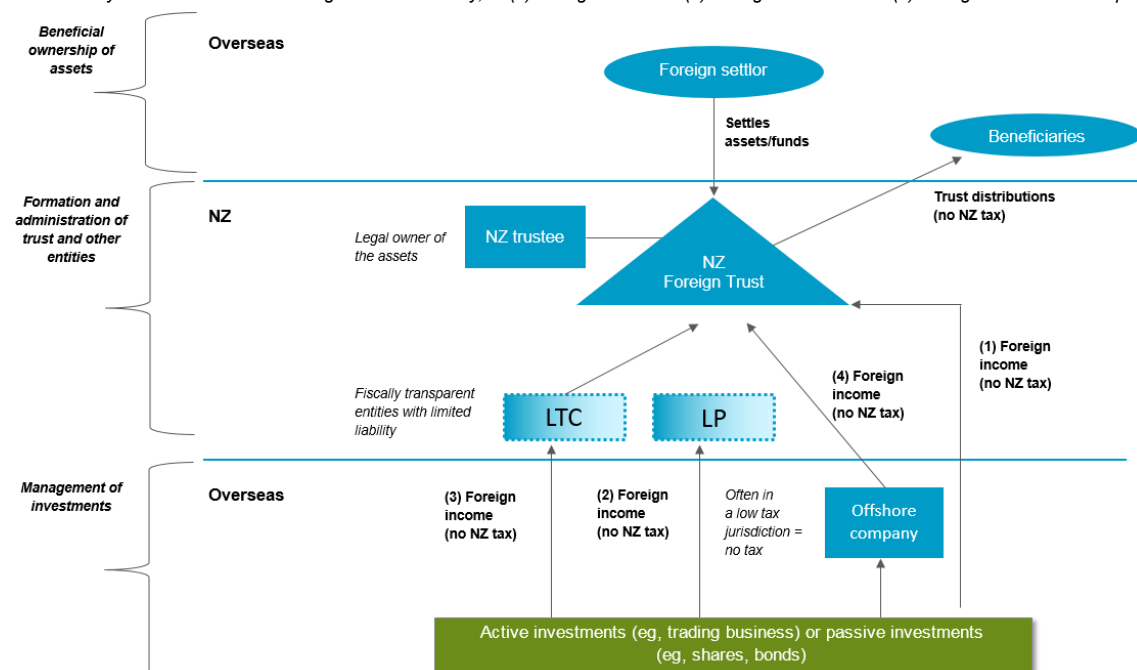 Beneficial
ownership of
assets
Overseas
Foreign settlor
Settles
assets/funds
Beneficiaries
Trust distributions
(no NZ tax)
Formation and
administration of
trust and other
entities
NZ
Legal owner of
the assets
NZ trustee
NZ
Foreign Trust
(1) Foreign
income
(no NZ tax)
(4) Foreign
income
(no NZ tax)
Fiscally transparent
entities with limited
liability
LTC
LP
Management of
investments
Overseas
(3) Foreign
income
(no NZ tax)
(2) Foreign
income
(no NZ tax)
Often in
a low tax
jurisdiction =
no tax
Offshore
company
Active investments (eg, trading business) or passive investments
(eg, shares, bonds)